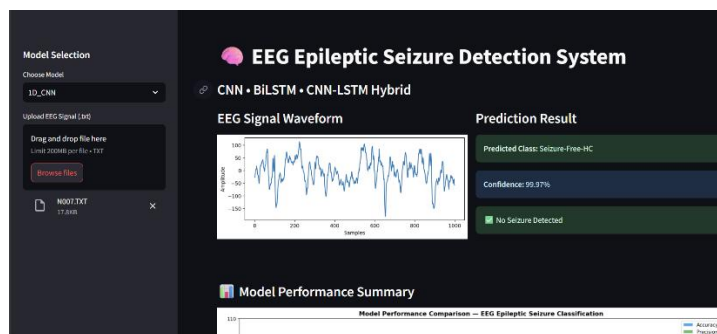 Model Selection
Choose Model
1D_CNN
Upload EEG Signal (.txt)
Drag and drop file here
Limit 200MB per file • TXT
Browse files
N007.TXT
17.8KB
EEG Epileptic Seizure Detection System
CNN • BiLSTM • CNN-LSTM Hybrid
EEG Signal Waveform
100
50
0
-50
-100
-150
Amplitude
0 200 400 600 800 1000
Samples
Prediction Result
Predicted Class: Seizure-Free-HC
Confidence: 99.97%
No Seizure Detected
Model Performance Summary
Model Performance Comparison — EEG Epileptic Seizure Classification
110
Accuracy
Precision